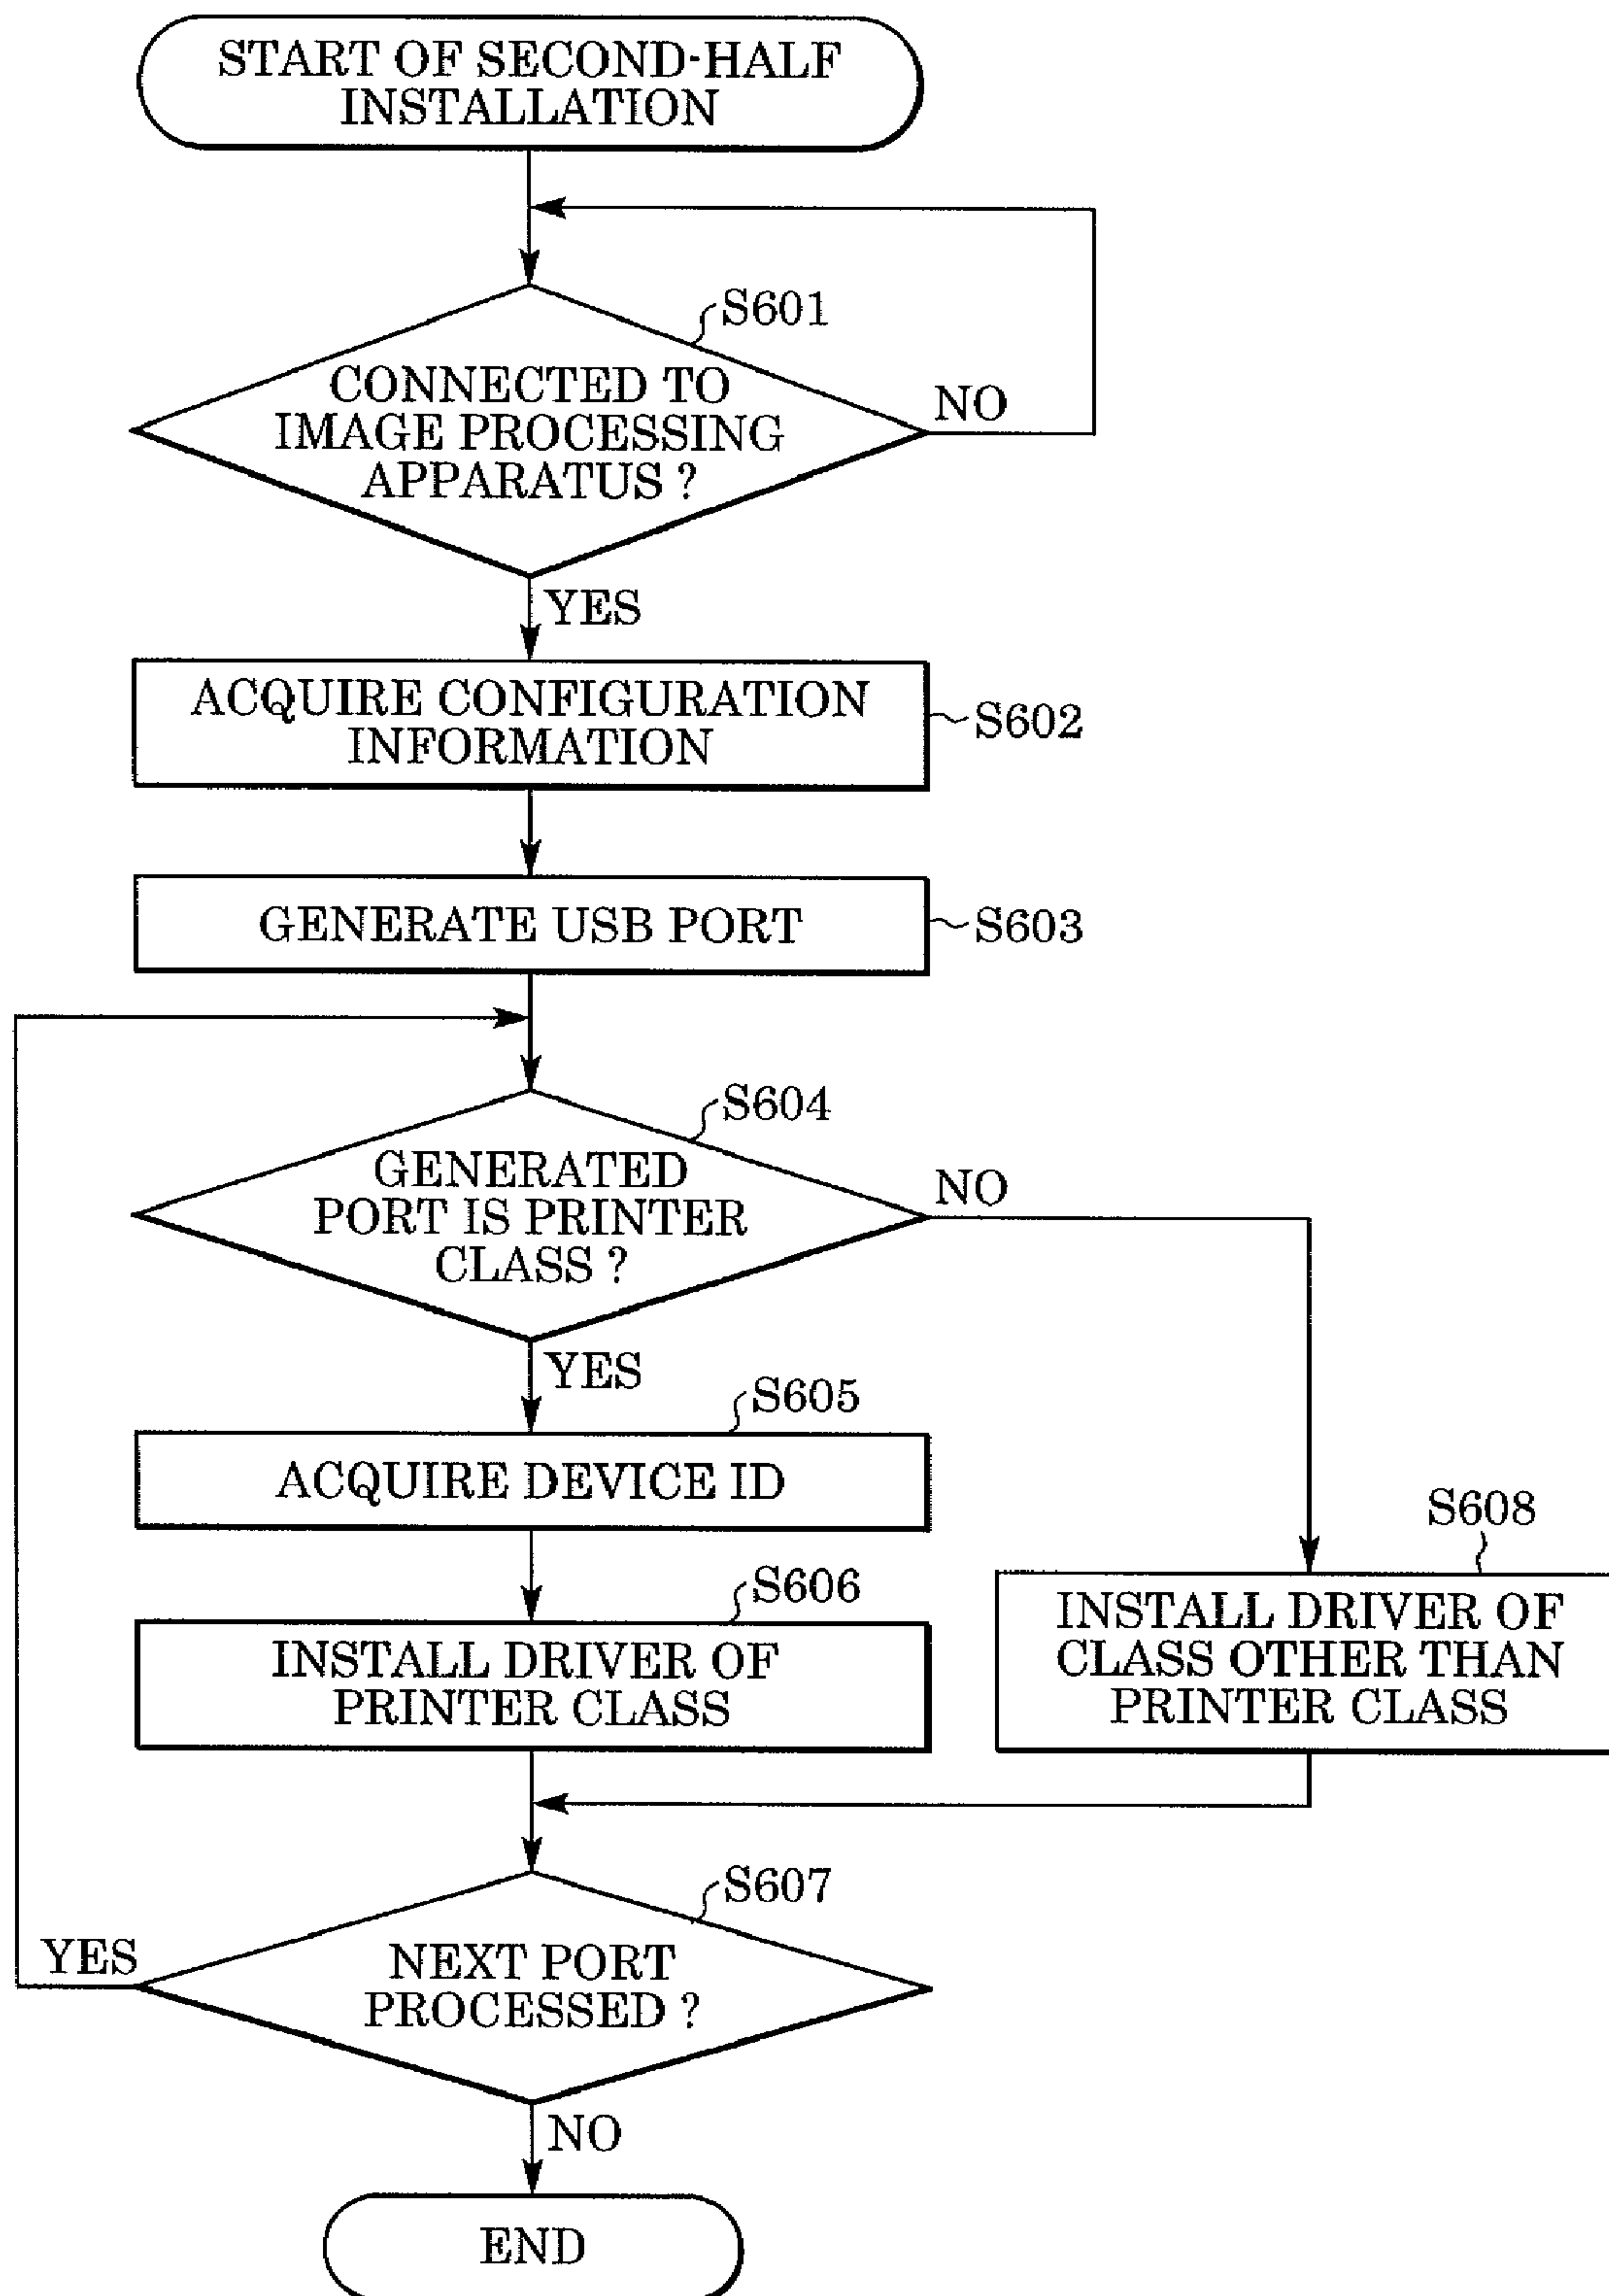 START OF SECOND-HALF
INSTALLATION
S601
CONNECTED TO
IMAGE PROCESSING
APPARATUS ?
NO
YES
ACQUIRE CONFIGURATION
INFORMATION
S602
GENERATE USB PORT
S603
S604
GENERATED
PORT IS PRINTER
CLASS ?
NO
YES
S605
ACQUIRE DEVICE ID
S606
INSTALL DRIVER OF
PRINTER CLASS
S608
INSTALL DRIVER OF
CLASS OTHER THAN
PRINTER CLASS
S607
NEXT PORT
PROCESSED ?
YES
NO
END